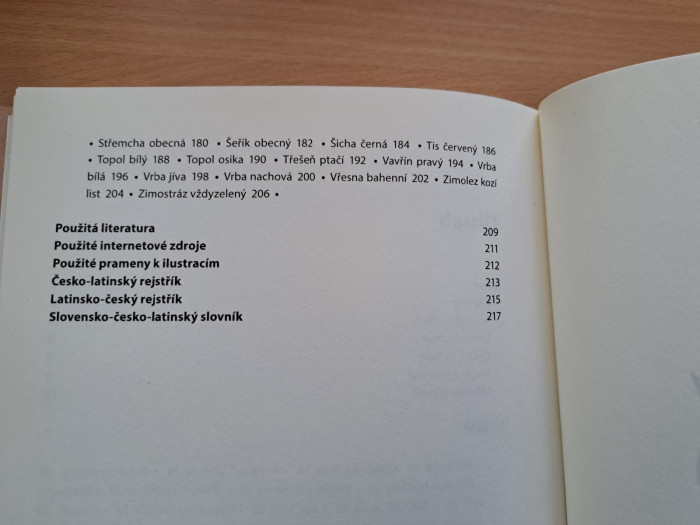 • Střemcha obecná 180 • Šeřík obecný 182 • Šicha černá 184 • Tis červený 186
• Topol bílý 188 • Topol osika 190 • Třešeň ptačí 192 • Vavřín pravý 194 • Vrba
bílá 196 • Vrba jíva 198 • Vrba nachová 200 • Vřesna bahenní 202 • Zimolez kozí
list 204 • Zimostráz vždyzelený 206 •
Použitá literatura 209
Použité internetové zdroje 211
Použité prameny k ilustracím 212
Česko-latinský rejstřík 213
Latinsko-český rejstřík 215
Slovensko-česko-latinský slovník 217